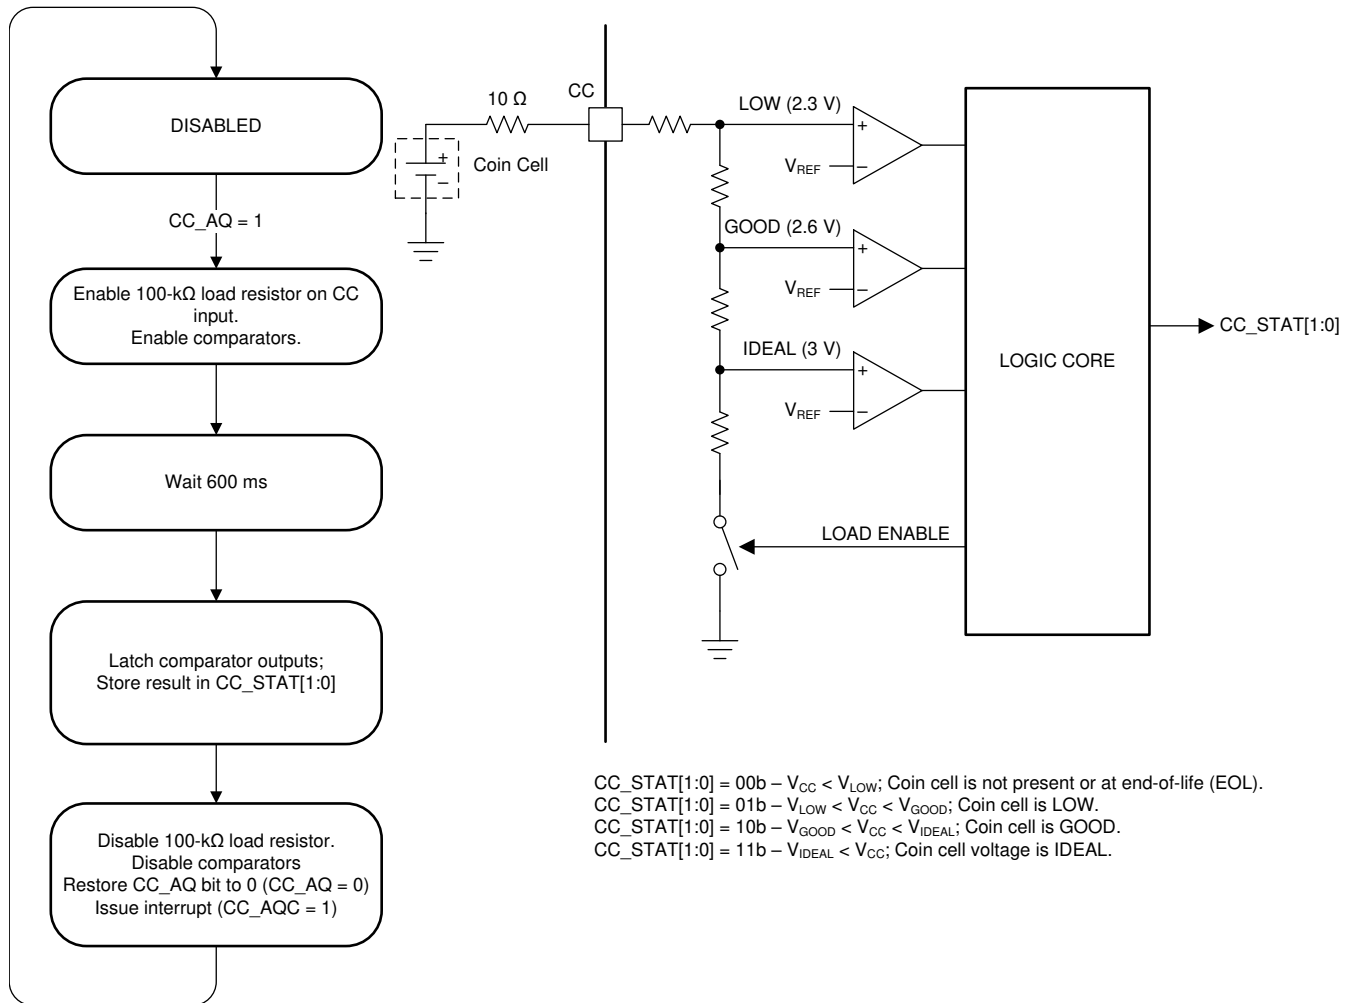 DISABLED
CC_AQ = 1
Enable 100-kΩ load resistor on CC
input.
Enable comparators.
Wait 600 ms
Latch comparator outputs;
Store result in CC_STAT[1:0]
Disable 100-kΩ load resistor.
Disable comparators
Restore CC_AQ bit to 0 (CC_AQ = 0)
Issue interrupt (CC_AQC = 1)
10 Ω
CC
+
−
Coin Cell
LOW (2.3 V)
+
VREF
−
GOOD (2.6 V)
+
VREF
−
IDEAL (3 V)
+
VREF
−
LOAD ENABLE
LOGIC CORE
CC_STAT[1:0]
CC_STAT[1:0] = 00b – VCC < VLOW; Coin cell is not present or at end-of-life (EOL).
CC_STAT[1:0] = 01b – VLOW < VCC < VGOOD; Coin cell is LOW.
CC_STAT[1:0] = 10b – VGOOD < VCC < VIDEAL; Coin cell is GOOD.
CC_STAT[1:0] = 11b – VIDEAL < VCC; Coin cell voltage is IDEAL.